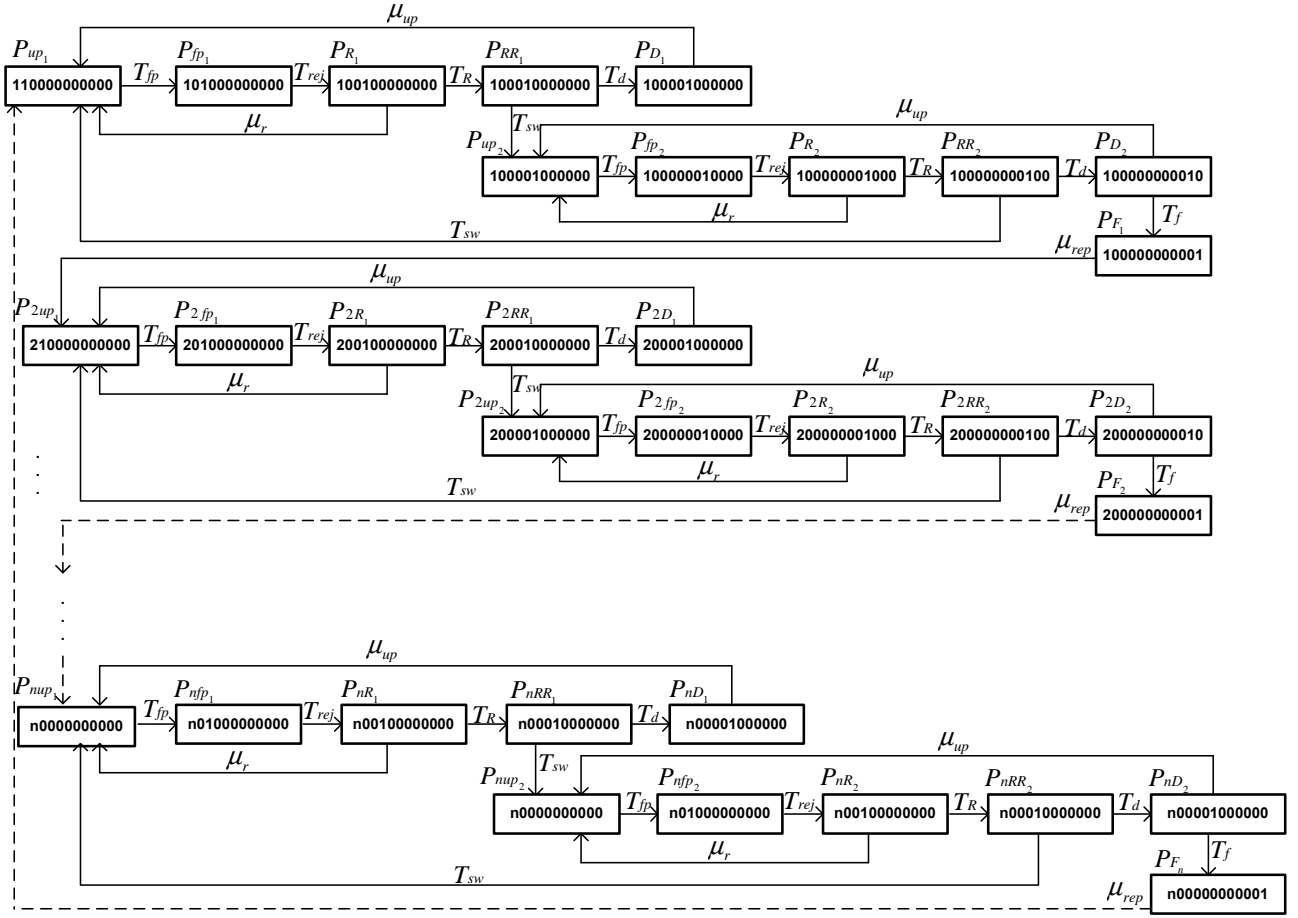 μup
Pup1 Pfp1 PR1 PRR1 PD1
110000000000 Tfp 101000000000 Trej 100100000000 TR 100010000000 Td 100001000000
μr
Tsw
μup
Pup2 Pfp2 PR2 PRR2 PD2
100001000000 Tfp 100000010000 Trej 100000001000 TR 100000000100 Td 100000000010
μr
Tsw
Tf
PF1
μrep
100000000001
μup
P2up1 P2fp1 P2R1 P2RR1 P2D1
210000000000 Tfp 201000000000 Trej 200100000000 TR 200010000000 Td 200001000000
μr
Tsw
μup
P2up2 P2fp2 P2R2 P2RR2 P2D2
200001000000 Tfp 200000010000 Trej 200000001000 TR 200000000100 Td 200000000010
μr
Tsw
Tf
PF2
μrep
200000000001
μup
Pnup1 Pnfp1 PnR1 PnRR1 PnD1
n0000000000 Tfp n01000000000 Trej n00100000000 TR n00010000000 Td n00001000000
μr
Tsw
μup
Pnup2 Pnfp2 PnR2 PnRR2 PnD2
n0000000000 Tfp n01000000000 Trej n00100000000 TR n00010000000 Td n00001000000
μr
Tsw
Tf
PFn
μrep
n00000000001